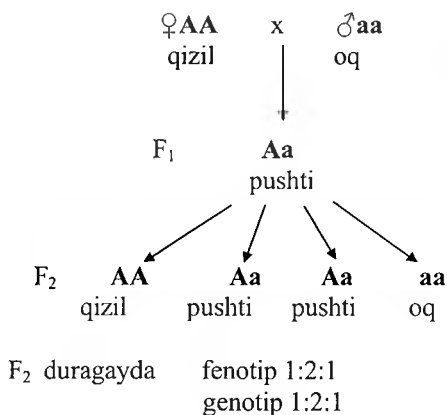 ♀AA x ♂aa
qizil oq
F₁ Aa
pushti
F₂ AA Aa Aa aa
qizil pushti pushti oq
F₂ duragayda fenotip 1:2:1
genotip 1:2:1